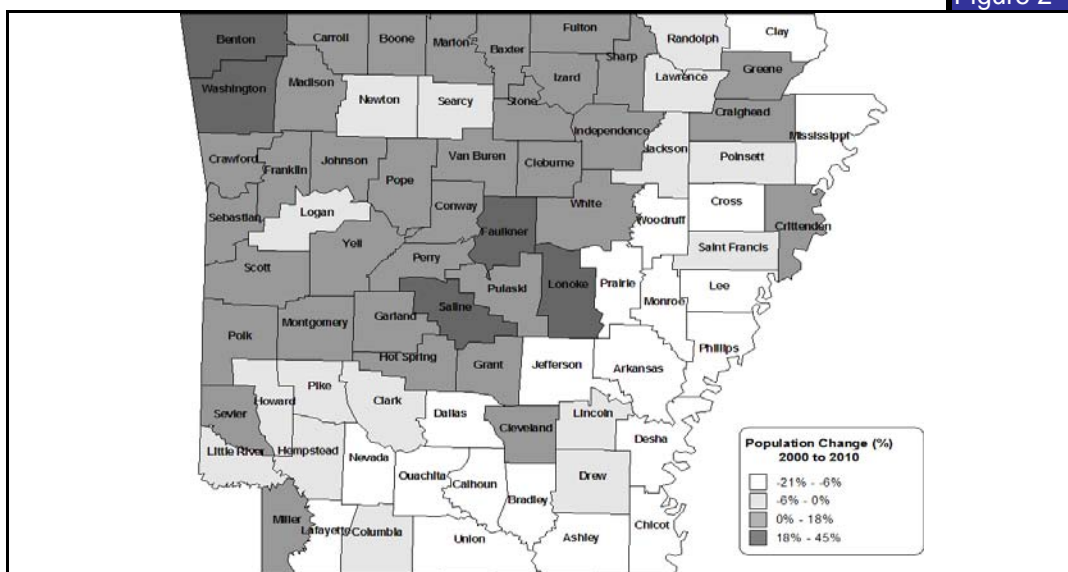 Figure 2
Benton
Carroll
Boone
Marion
Baxter
Fulton
Randolph
Clay
Sharp
Izard
Lawrence
Greene
Washington
Madison
Newton
Searcy
Stone
Independence
Craighead
Mississippi
Jackson
Poinsett
Crawford
Franklin
Johnson
Pope
Van Buren
Cleburne
Sebastian
Logan
Conway
White
Woodruff
Cross
Crittenden
Faulkner
Yell
Perry
Saint Francis
Scott
Pulaski
Lonoke
Prairie
Monroe
Lee
Saline
Garland
Montgomery
Polk
Hot Spring
Grant
Jefferson
Arkansas
Phillips
Pike
Howard
Clark
Sevier
Dallas
Cleveland
Lincoln
Desha
Little River
Hempstead
Nevada
Ouachita
Calhoun
Bradley
Drew
Chicot
Miller
Lafayette
Columbia
Union
Ashley
Population Change (%)
2000 to 2010
-21% - -6%
-6% - 0%
0% - 18%
18% - 45%